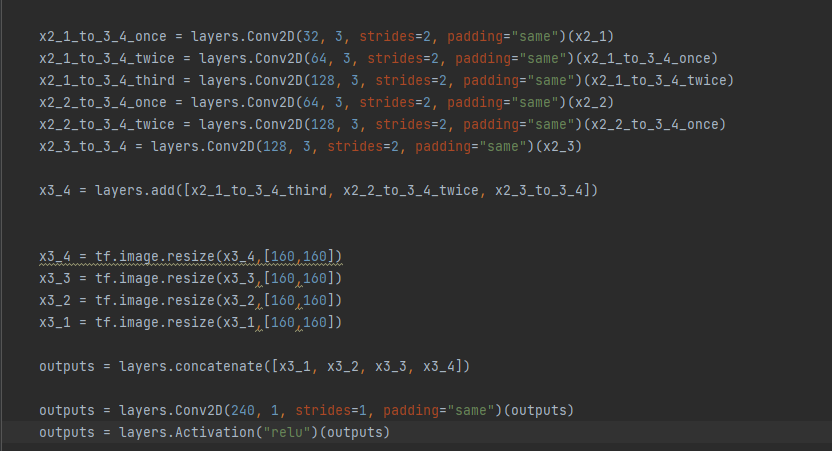 x2_1_to_3_4_once = layers.Conv2D(32, 3, strides=2, padding="same")(x2_1)
x2_1_to_3_4_twice = layers.Conv2D(64, 3, strides=2, padding="same")(x2_1_to_3_4_once)
x2_1_to_3_4_third = layers.Conv2D(128, 3, strides=2, padding="same")(x2_1_to_3_4_twice)
x2_2_to_3_4_once = layers.Conv2D(64, 3, strides=2, padding="same")(x2_2)
x2_2_to_3_4_twice = layers.Conv2D(128, 3, strides=2, padding="same")(x2_2_to_3_4_once)
x2_3_to_3_4 = layers.Conv2D(128, 3, strides=2, padding="same")(x2_3)
x3_4 = layers.add([x2_1_to_3_4_third, x2_2_to_3_4_twice, x2_3_to_3_4])
x3_4 = tf.image.resize(x3_4,[160,160])
x3_3 = tf.image.resize(x3_3,[160,160])
x3_2 = tf.image.resize(x3_2,[160,160])
x3_1 = tf.image.resize(x3_1,[160,160])
outputs = layers.concatenate([x3_1, x3_2, x3_3, x3_4])
outputs = layers.Conv2D(240, 1, strides=1, padding="same")(outputs)
outputs = layers.Activation("relu")(outputs)